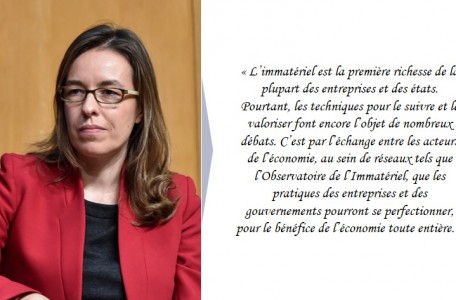 « L’immatériel est la première richesse de la
plupart des entreprises et des états.
Pourtant, les techniques pour le suivre et le
valoriser font encore l’objet de nombreux
débats. C’est par l’échange entre les acteurs
de l’économie, au sein de réseaux tels que
l’Observatoire de l’Immatériel, que les
pratiques des entreprises et des
gouvernements pourront se perfectionner,
pour le bénéfice de l’économie toute entière.